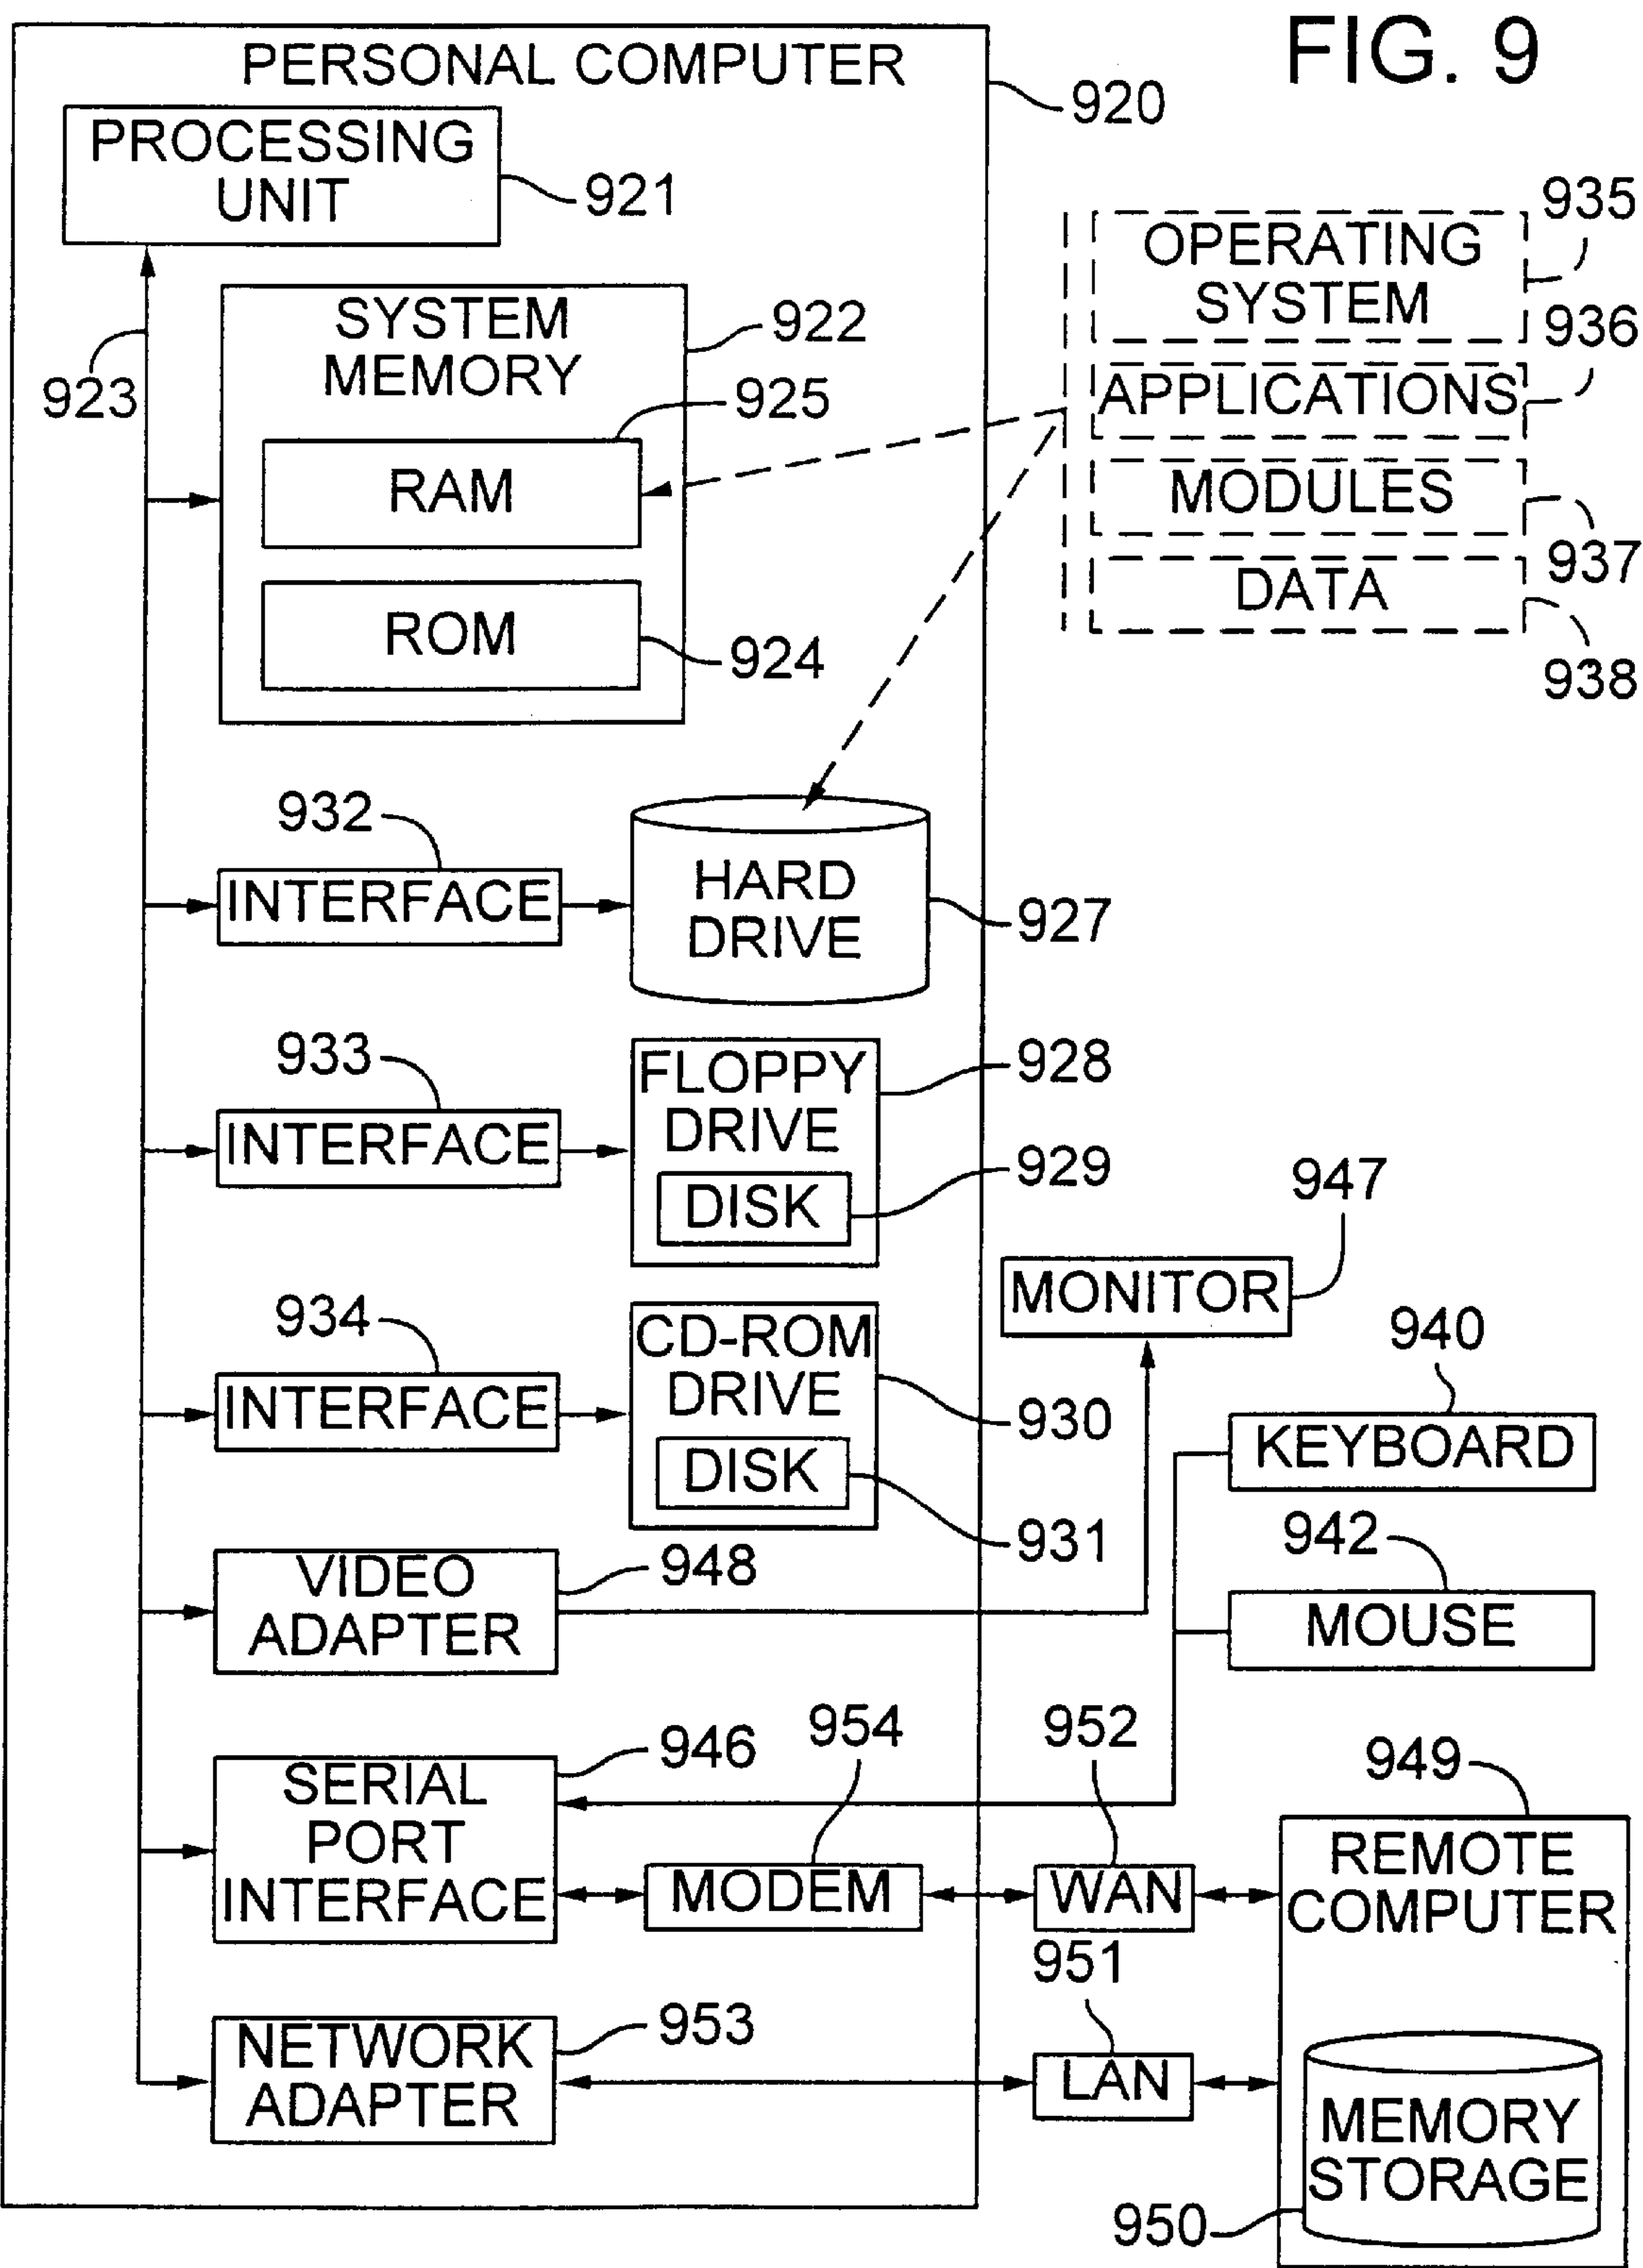 FIG. 9
PERSONAL COMPUTER
920
PROCESSING
UNIT
921
923
SYSTEM
MEMORY
922
925
RAM
ROM
924
935
OPERATING
SYSTEM
936
APPLICATIONS
MODULES
937
DATA
938
932
INTERFACE
HARD
DRIVE
927
933
INTERFACE
FLOPPY
DRIVE
928
DISK
929
934
INTERFACE
CD-ROM
DRIVE
930
DISK
931
947
MONITOR
940
KEYBOARD
942
MOUSE
VIDEO
ADAPTER
948
946
SERIAL
PORT
INTERFACE
954
MODEM
952
WAN
949
REMOTE
COMPUTER
951
LAN
NETWORK
ADAPTER
953
MEMORY
STORAGE
950